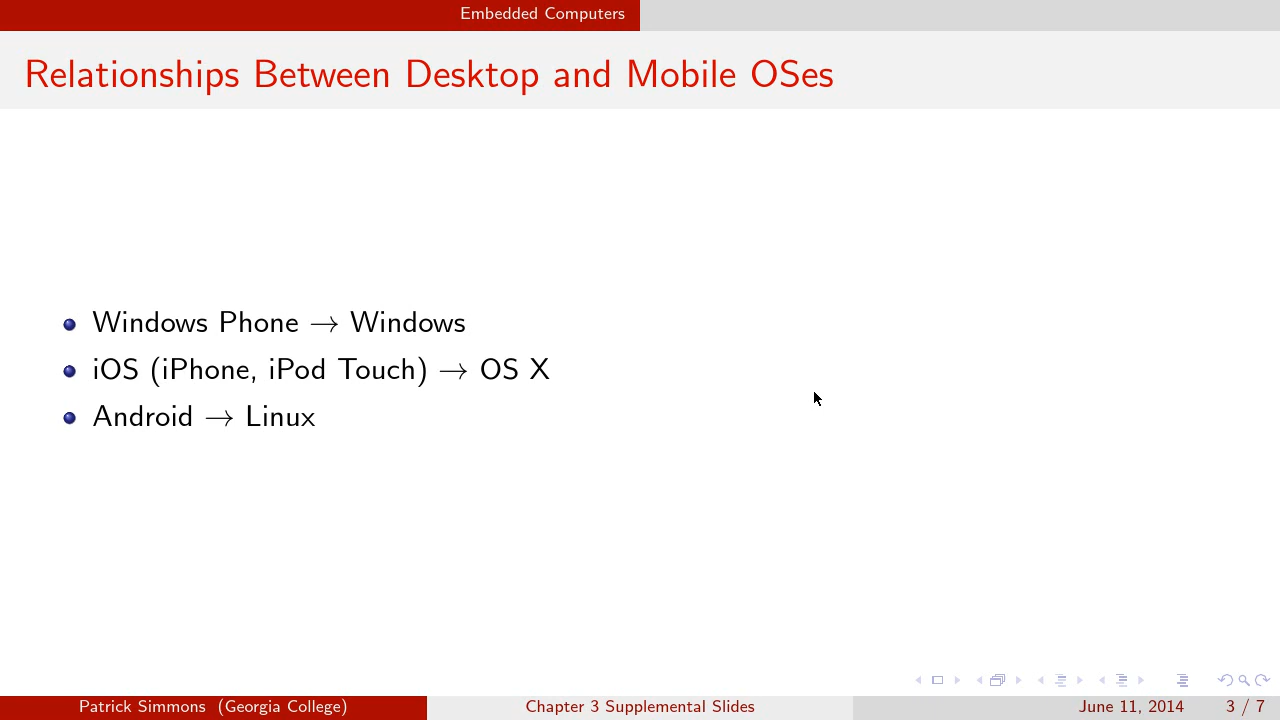 Embedded Computers
Relationships Between Desktop and Mobile OSes
Windows Phone → Windows
iOS (iPhone, iPod Touch) → OS X
Android → Linux
Patrick Simmons (Georgia College)
Chapter 3 Supplemental Slides
June 11, 2014
3 / 7